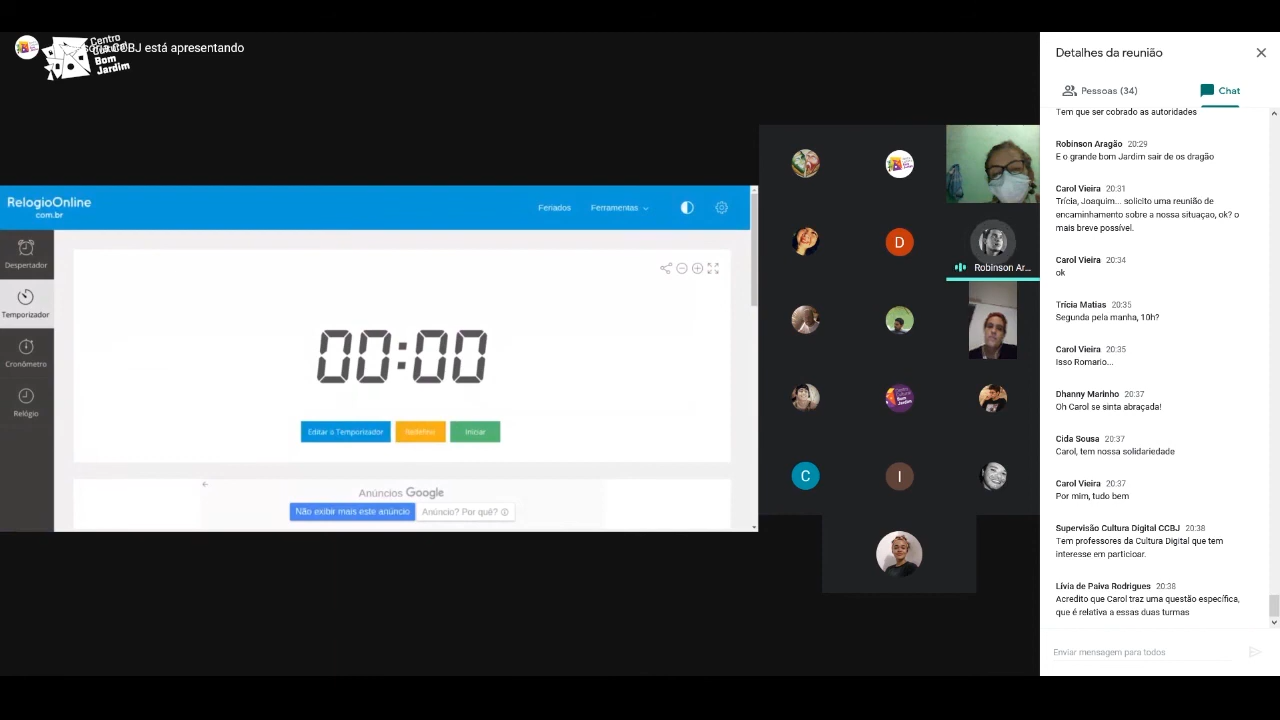 CCBJ está apresentando
Centro
Cultural
Bom
Jardim
RelogioOnline
com.br
Feriados
Ferramentas
Despertador
Temporizador
Cronômetro
Relógio
00:00
Editar o Temporizador
Redefinir
Iniciar
Anúncios Google
Não exibir mais este anúncio
Anúncio? Por quê?
D
Robinson Ar...
C
I
Detalhes da reunião
Pessoas (34)
Chat
Tem que ser cobrado as autoridades
Robinson Aragão 20:29
E o grande bom Jardim sair de os dragão
Carol Vieira 20:31
Trícia, Joaquim... solicito uma reunião de
encaminhamento sobre a nossa situaçao, ok? o
mais breve possível.
Carol Vieira 20:34
ok
Trícia Matias 20:35
Segunda pela manha, 10h?
Carol Vieira 20:35
Isso Romario...
Dhanny Marinho 20:37
Oh Carol se sinta abraçada!
Cida Sousa 20:37
Carol, tem nossa solidariedade
Carol Vieira 20:37
Por mim, tudo bem
Supervisão Cultura Digital CCBJ 20:38
Tem professores da Cultura Digital que tem
interesse em particioar.
Lívia de Paiva Rodrigues 20:38
Acredito que Carol traz uma questão específica,
que é relativa a essas duas turmas
Enviar mensagem para todos